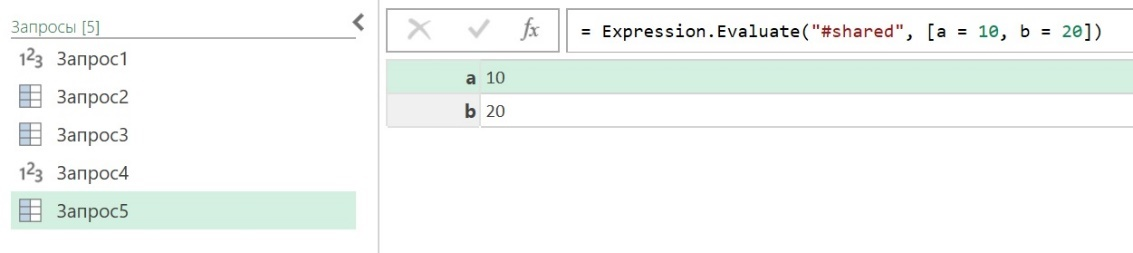 Запросы [5]
= Expression.Evaluate("#shared", [a = 10, b = 20])
123 Запрос1
Запрос2
Запрос3
123 Запрос4
Запрос5
fx
a 10
b 20